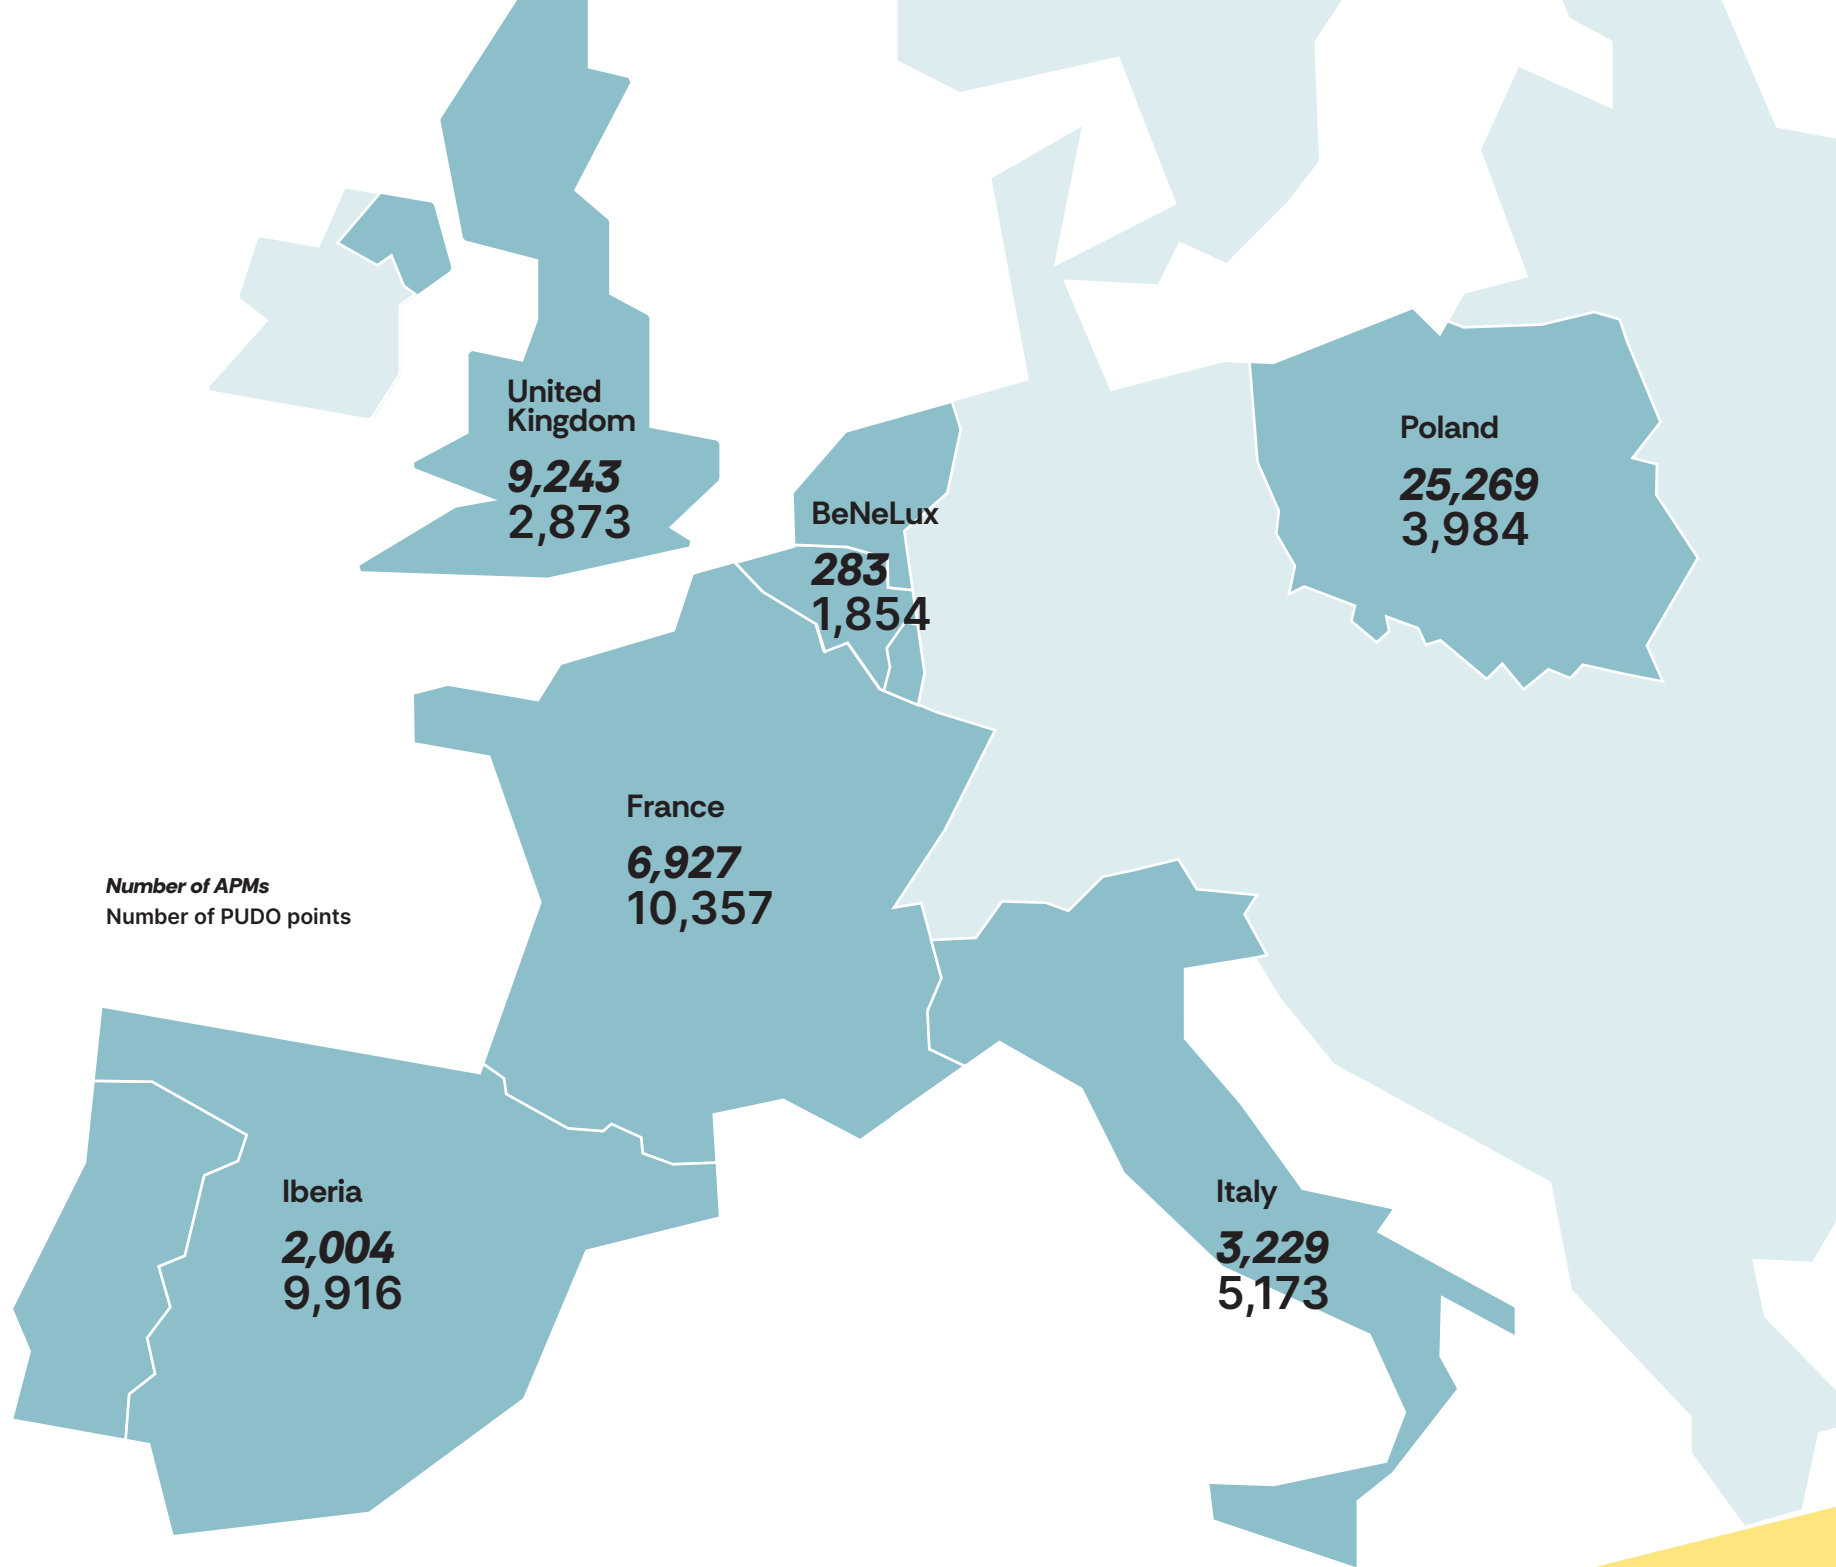 United
Kingdom
9,243
2,873
Poland
25,269
3,984
BeNeLux
283
1,854
France
6,927
10,357
Number of APMs
Number of PUDO points
Iberia
2,004
9,916
Italy
3,229
5,173